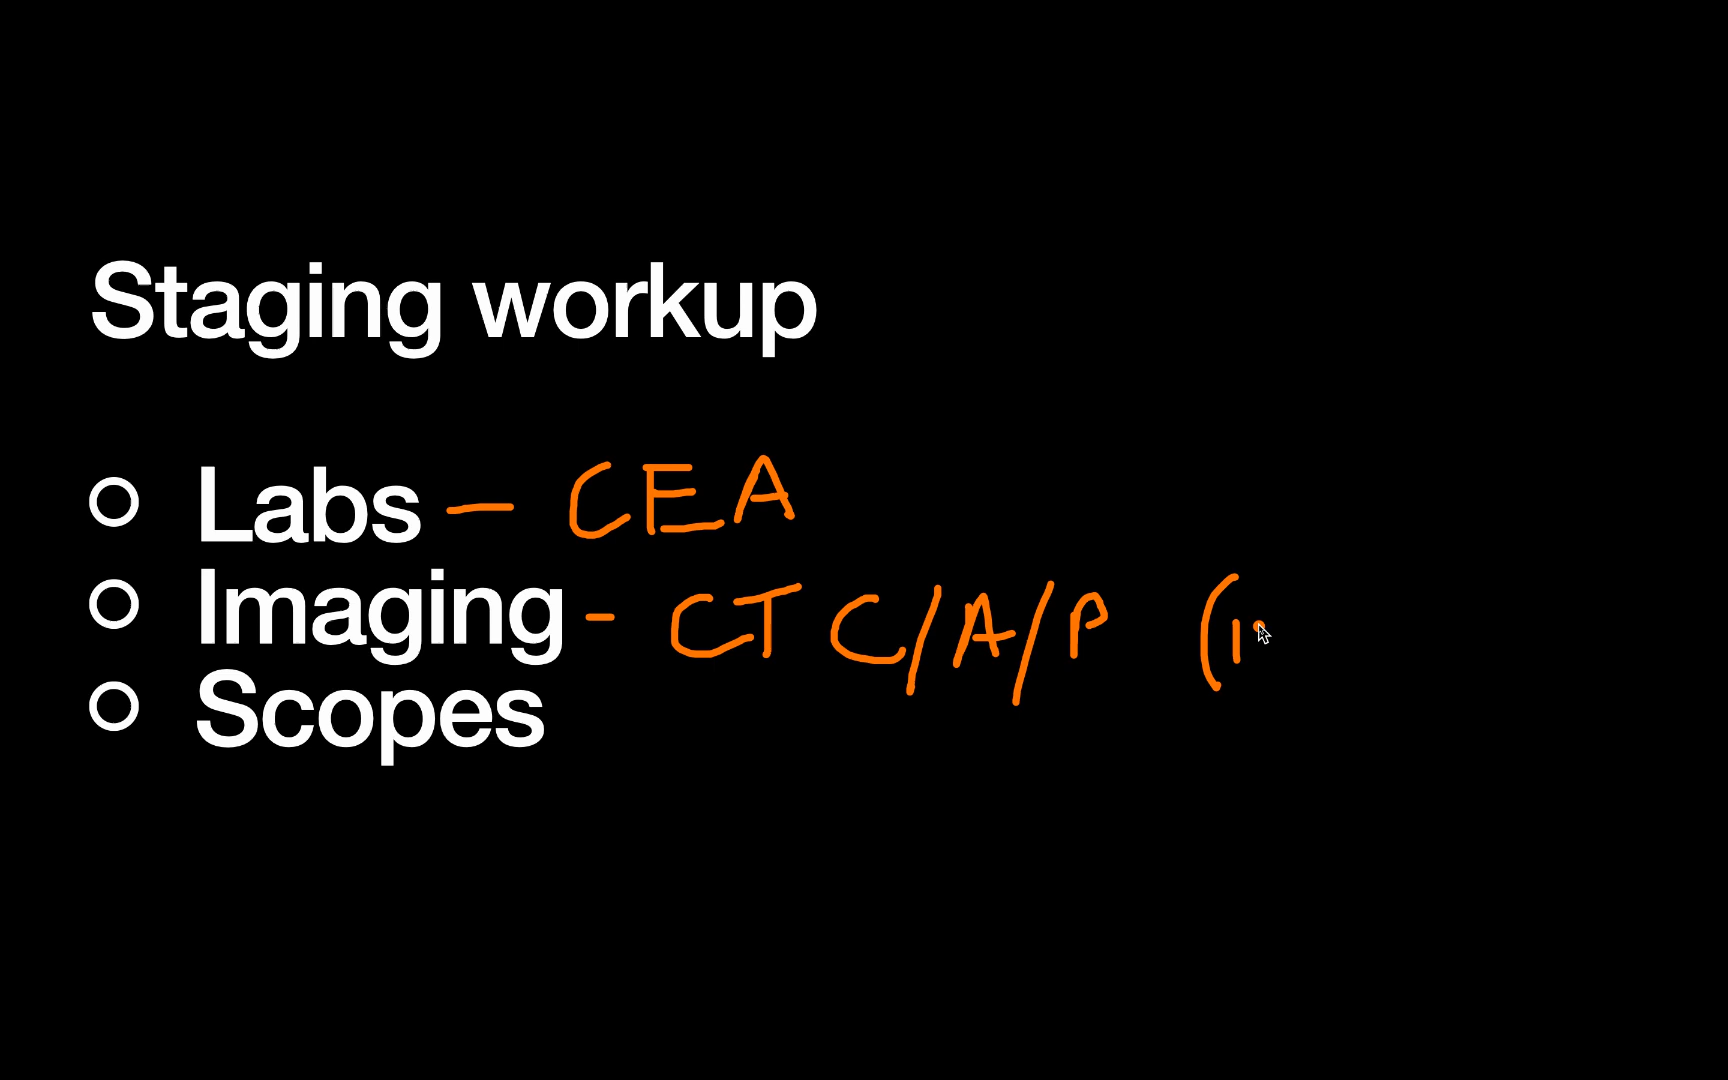 Staging workup
Labs - CEA
Imaging - CT C/A/P (
Scopes